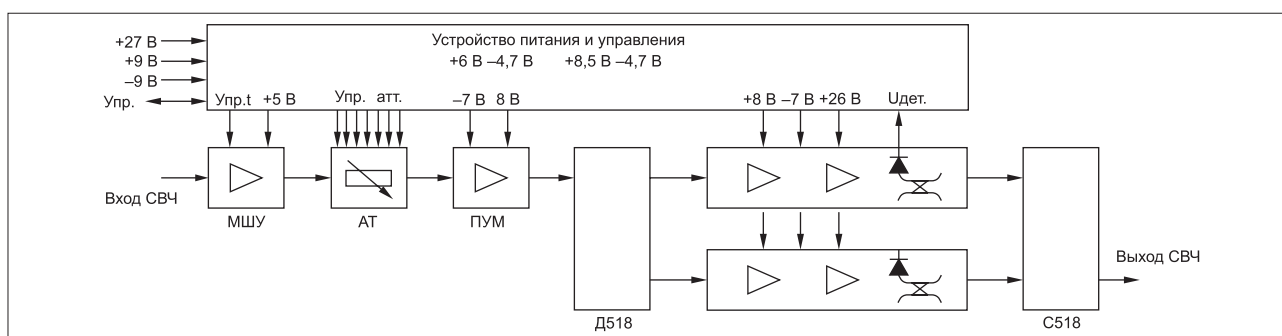 Устройство питания и управления
+27 В
+6 В –4,7 В +8,5 В –4,7 В
+9 В
–9 В
Упр.
Упр.t +5 В Упр. атт. –7 В 8 В +8 В –7 В +26 В Uдет.
Вход СВЧ
МШУ АТ ПУМ
Выход СВЧ
Д518 С518